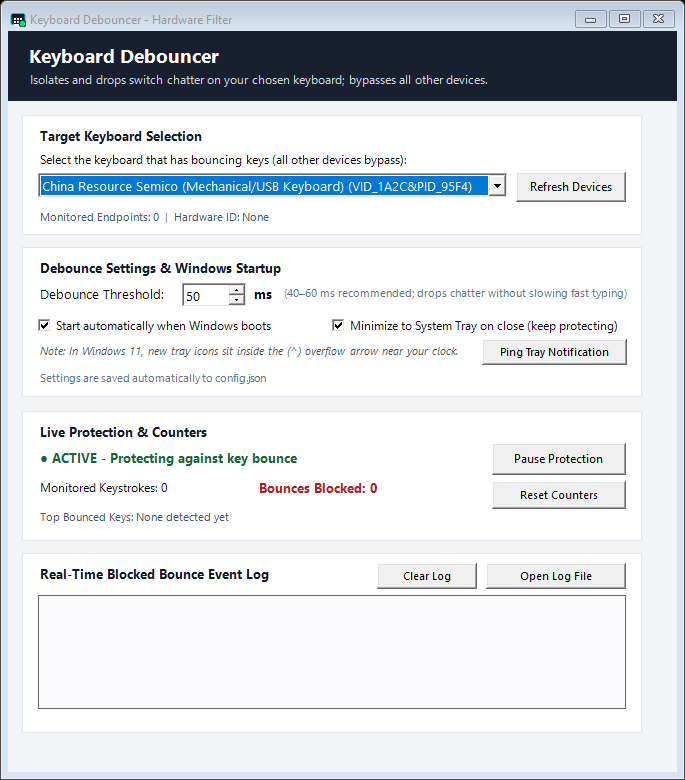 Keyboard Debouncer - Hardware Filter
Keyboard Debouncer
Isolates and drops switch chatter on your chosen keyboard; bypasses all other devices.
Target Keyboard Selection
Select the keyboard that has bouncing keys (all other devices bypass):
China Resource Semico (Mechanical/USB Keyboard) (VID_1A2C&PID_95F4)
Refresh Devices
Monitored Endpoints: 0 | Hardware ID: None
Debounce Settings & Windows Startup
Debounce Threshold: 50 ms (40–60 ms recommended; drops chatter without slowing fast typing)
Start automatically when Windows boots
Minimize to System Tray on close (keep protecting)
Note: In Windows 11, new tray icons sit inside the (^) overflow arrow near your clock.
Ping Tray Notification
Settings are saved automatically to config.json
Live Protection & Counters
● ACTIVE - Protecting against key bounce
Pause Protection
Monitored Keystrokes: 0
Bounces Blocked: 0
Reset Counters
Top Bounced Keys: None detected yet
Real-Time Blocked Bounce Event Log
Clear Log
Open Log File